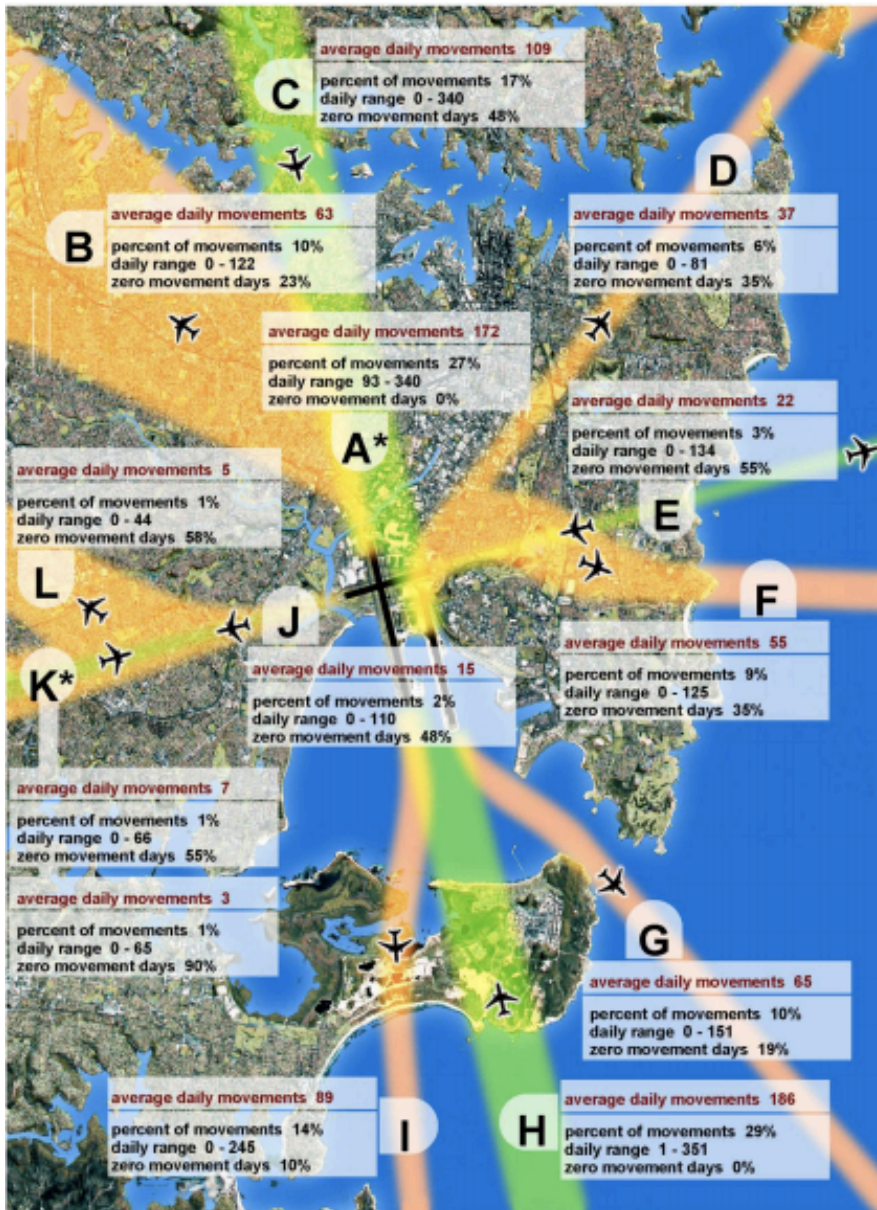 average daily movements 109
percent of movements 17%
daily range 0 - 340
zero movement days 48%
C
D
average daily movements 63
percent of movements 10%
daily range 0 - 122
zero movement days 23%
B
average daily movements 37
percent of movements 6%
daily range 0 - 81
zero movement days 35%
average daily movements 172
percent of movements 27%
daily range 93 - 340
zero movement days 0%
A*
average daily movements 22
percent of movements 3%
daily range 0 - 134
zero movement days 55%
E
average daily movements 5
percent of movements 1%
daily range 0 - 44
zero movement days 58%
L
F
J
average daily movements 55
percent of movements 9%
daily range 0 - 125
zero movement days 35%
average daily movements 15
percent of movements 2%
daily range 0 - 110
zero movement days 48%
K*
average daily movements 7
percent of movements 1%
daily range 0 - 66
zero movement days 55%
average daily movements 3
percent of movements 1%
daily range 0 - 65
zero movement days 90%
G
average daily movements 65
percent of movements 10%
daily range 0 - 151
zero movement days 19%
average daily movements 89
percent of movements 14%
daily range 0 - 245
zero movement days 10%
I
H
average daily movements 186
percent of movements 29%
daily range 1 - 351
zero movement days 0%